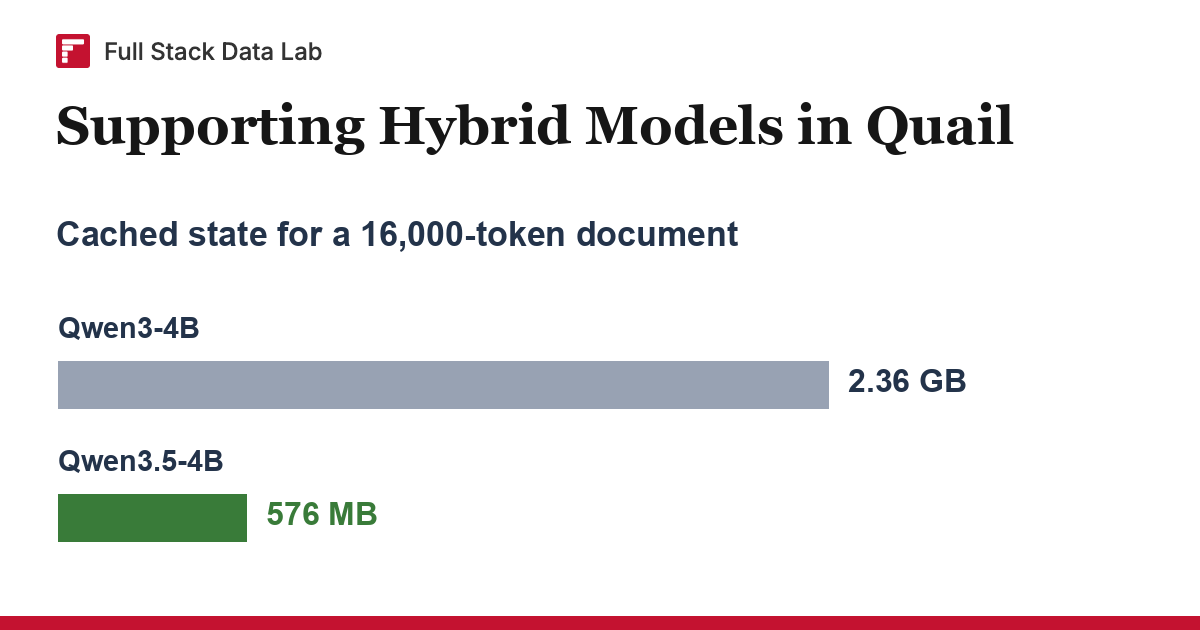 Full Stack Data Lab
Supporting Hybrid Models in Quail
Cached state for a 16,000-token document
Qwen3-4B
2.36 GB
Qwen3.5-4B
576 MB